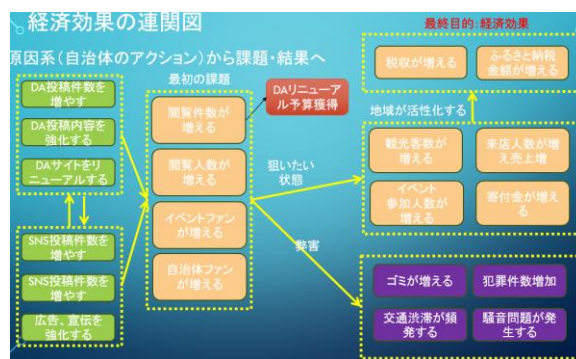 経済効果の連関図
原因系(自治体のアクション)から課題・結果へ
DA投稿件数を
増やす
DA投稿内容を
強化する
DAサイトをリ
ニューアルする
SNS投稿件数を
増やす
SNS投稿件数を
増やす
広告、宣伝を
強化する
最初の課題
閲覧件数が
増える
閲覧人数が
増える
イベントファン
が増える
自治体ファン
が増える
DAリニューア
ル予算獲得
狙いたい
状態
弊害
最終目的:経済効果
税収が増える
ふるさと納税
金額が増える
地域が活性化する
観光客数が
増える
来店人数が増
え売上増
イベント
参加人数が
増える
寄付金が増え
る
ゴミが増える
犯罪件数増加
交通渋滞が頻
発する
騒音問題が発
生する